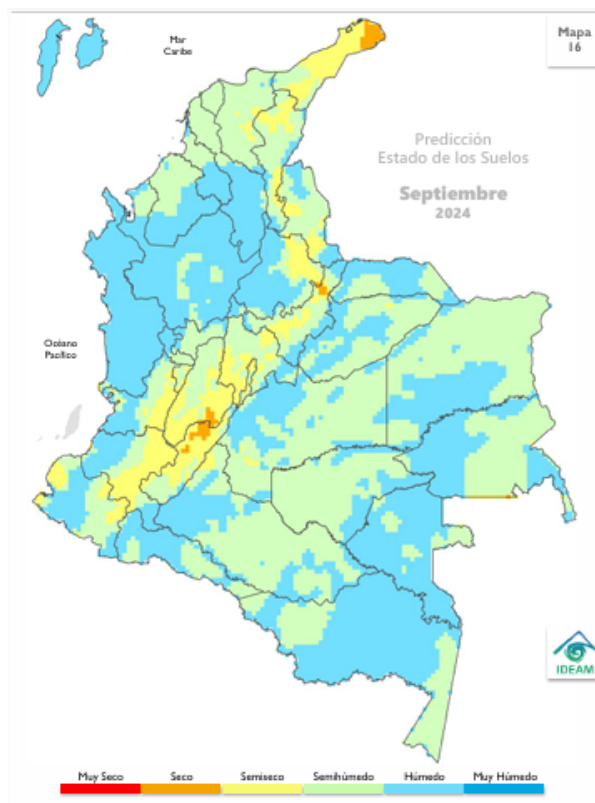 Mapa
16
Mar
Caribe
Predicción
Estado de los Suelos
Septiembre
2024
Océano
Pacífico
IDEAM
Muy Seco
Seco
Semiseco
Semihúmedo
Húmedo
Muy Húmedo